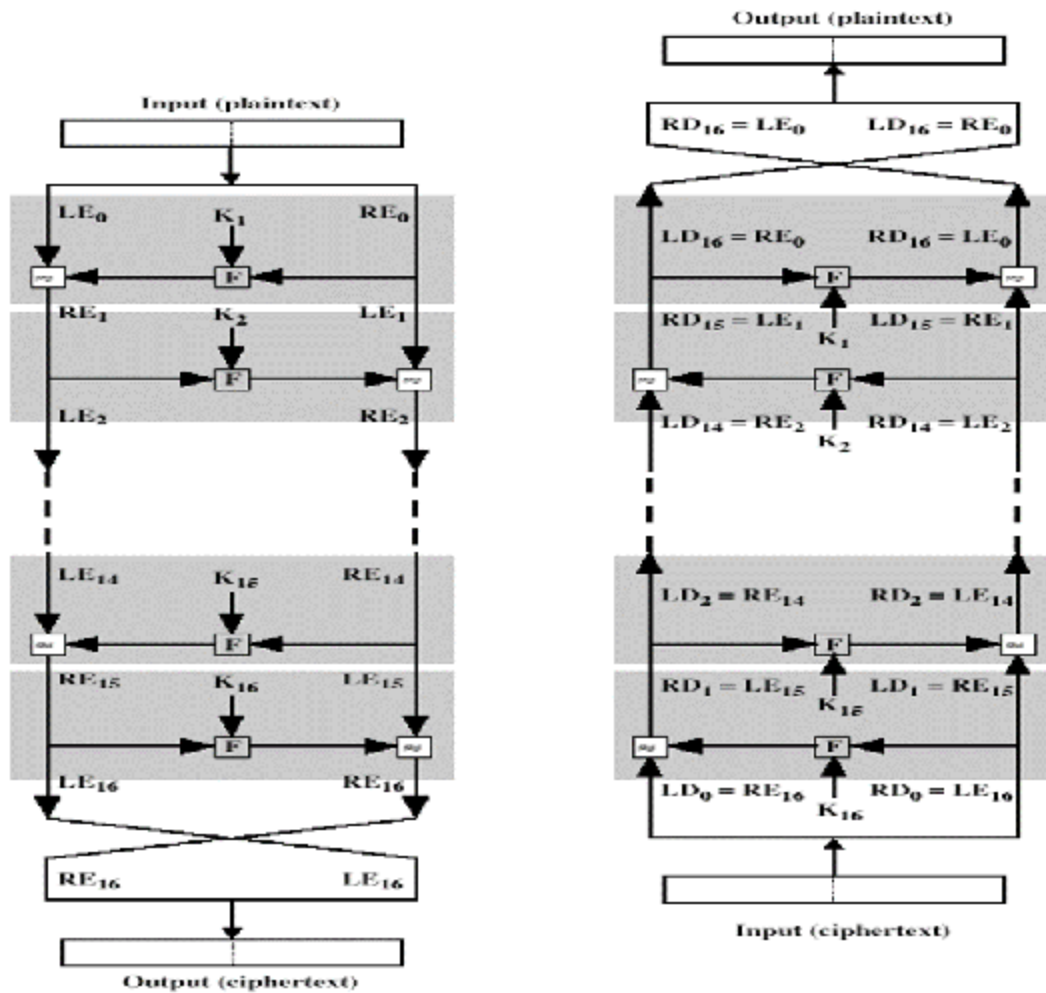 Input (plaintext)
LE₀ K₁ RE₀
F
RE₁ K₂ LE₁
F
LE₂ RE₂
LE₁₄ K₁₅ RE₁₄
F
RE₁₅ K₁₆ LE₁₅
F
LE₁₆ RE₁₆
RE₁₆ LE₁₆
Output (ciphertext)
Output (plaintext)
RD₁₆ = LE₀ LD₁₆ = RE₀
LD₁₆ = RE₀ RD₁₆ = LE₀
F
RD₁₅ = LE₁ K₁ LD₁₅ = RE₁
F
LD₁₄ = RE₂ K₂ RD₁₄ = LE₂
LD₂ = RE₁₄ RD₂ = LE₁₄
F
RD₁ = LE₁₅ K₁₅ LD₁ = RE₁₅
F
LD₀ = RE₁₆ K₁₆ RD₀ = LE₁₆
Input (ciphertext)